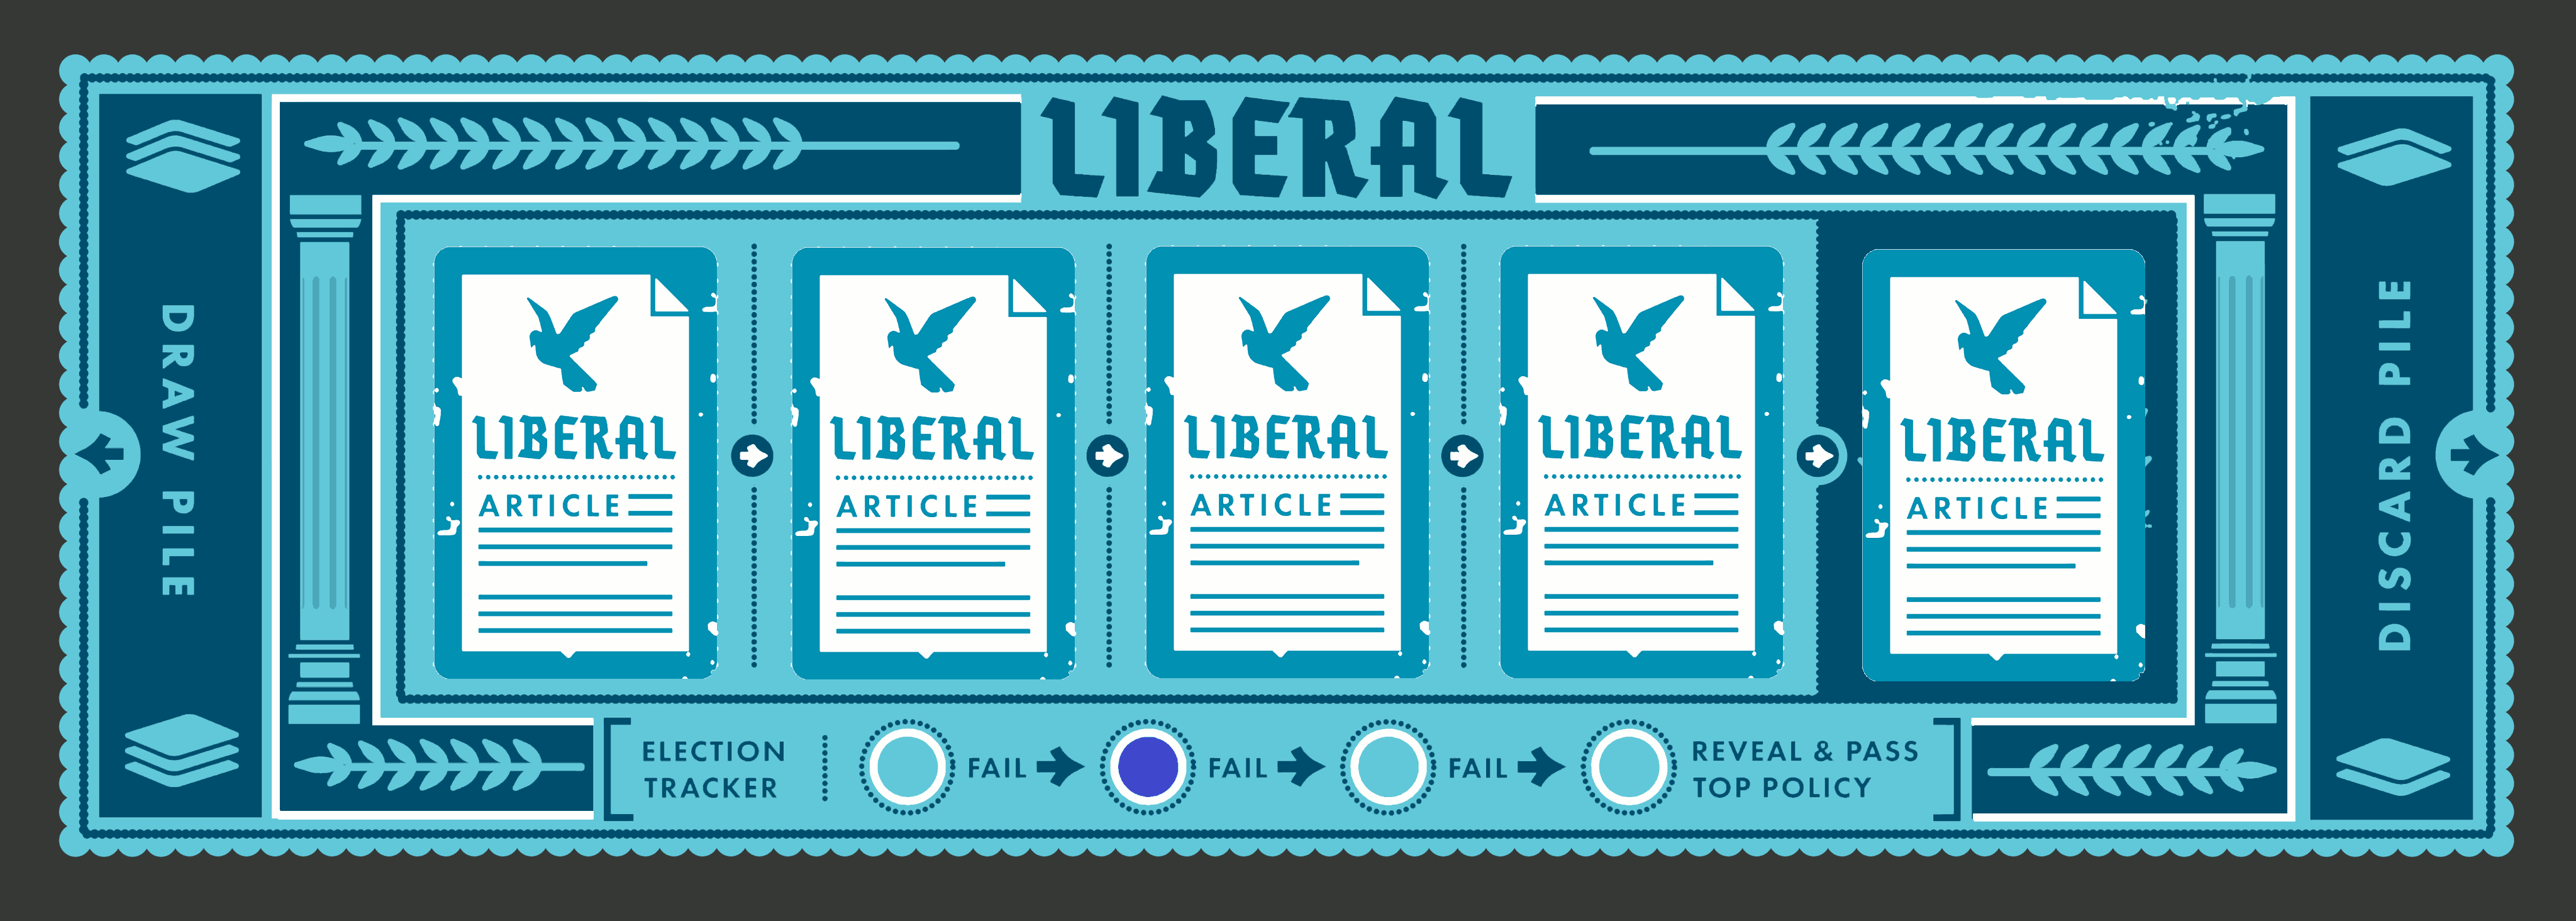 LIBERAL
DRAW PILE
LIBERAL
ARTICLE
LIBERAL
ARTICLE
LIBERAL
ARTICLE
LIBERAL
ARTICLE
LIBERAL
ARTICLE
DISCARD PILE
ELECTION
TRACKER
FAIL
FAIL
FAIL
REVEAL & PASS
TOP POLICY